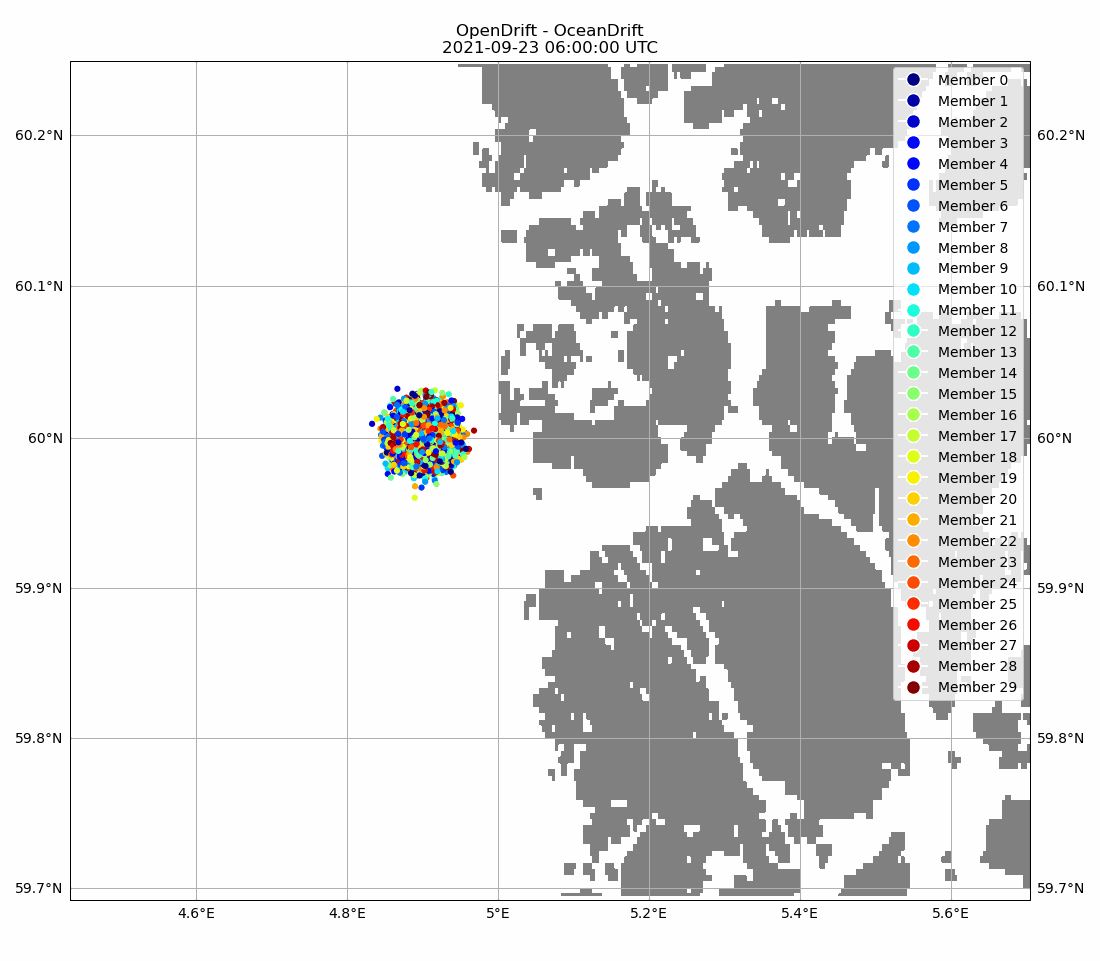 OpenDrift - OceanDrift
2021-09-23 06:00:00 UTC
Member 0
Member 1
Member 2
Member 3
Member 4
Member 5
Member 6
Member 7
Member 8
Member 9
Member 10
Member 11
Member 12
Member 13
Member 14
Member 15
Member 16
Member 17
Member 18
Member 19
Member 20
Member 21
Member 22
Member 23
Member 24
Member 25
Member 26
Member 27
Member 28
Member 29
60.2°N
60.2°N
60.1°N
60.1°N
60°N
60°N
59.9°N
59.9°N
59.8°N
59.8°N
59.7°N
59.7°N
4.6°E
4.8°E
5°E
5.2°E
5.4°E
5.6°E